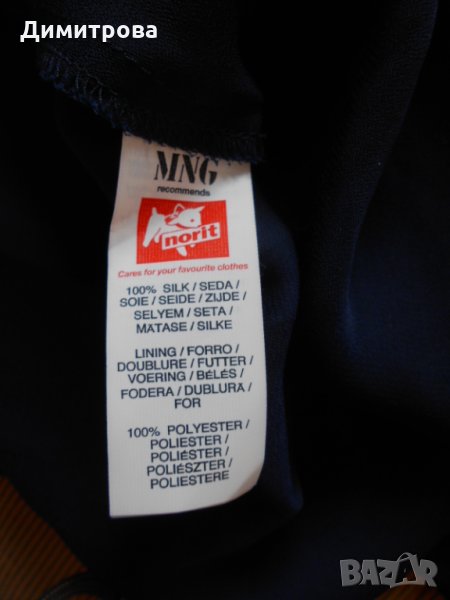 Димитрова
MNG
recommends
norit
Cares for your favourite clothes
100% SILK / SEDA /
SOIE / SEIDE / ZIJDE /
SELYEM / SETA /
MATASE / SILKE
LINING / FORRO /
DOUBLURE / FUTTER /
VOERING / BÉLÉS /
FODERA / DUBLURA /
FOR
100% POLYESTER /
POLIESTER /
POLIÉSTER /
POLIÉSZTER /
POLIESTERE
BAZAR